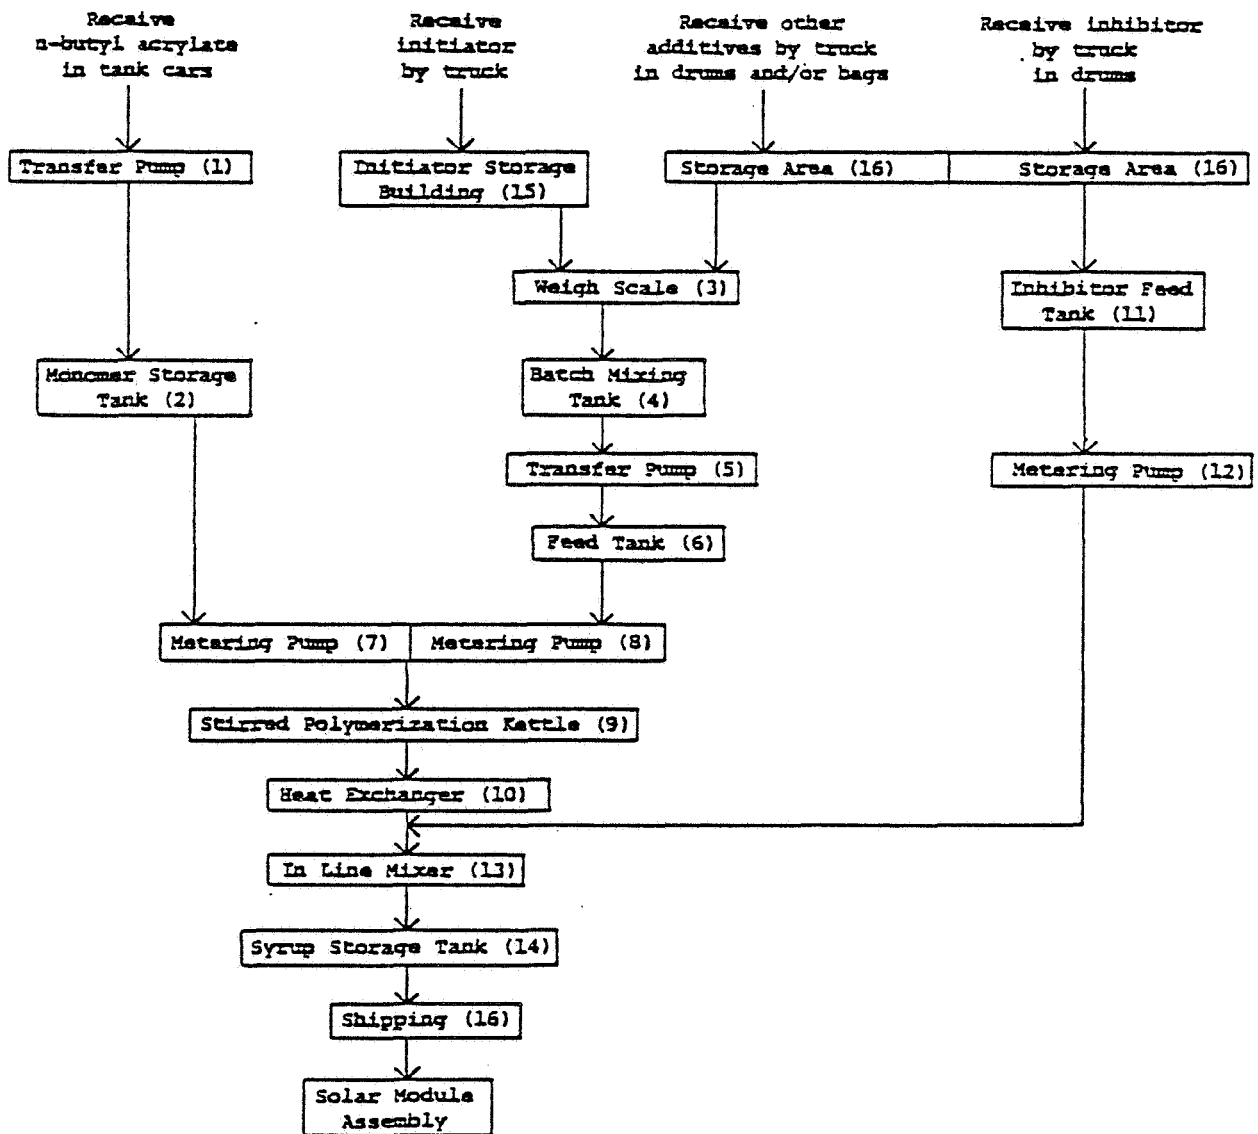 Receive
n-butyl acrylate
in tank cars
Receive
initiator
by truck
Receive other
additives by truck
in drums and/or bags
Receive inhibitor
by truck
in drums
Transfer Pump (1)
Initiator Storage
Building (15)
Storage Area (16)
Storage Area (16)
Weigh Scale (3)
Inhibitor Feed
Tank (11)
Monomer Storage
Tank (2)
Batch Mixing
Tank (4)
Transfer Pump (5)
Metering Pump (12)
Feed Tank (6)
Metering Pump (7)
Metering Pump (8)
Stirred Polymerization Kettle (9)
Heat Exchanger (10)
In Line Mixer (13)
Syrup Storage Tank (14)
Shipping (16)
Solar Module
Assembly